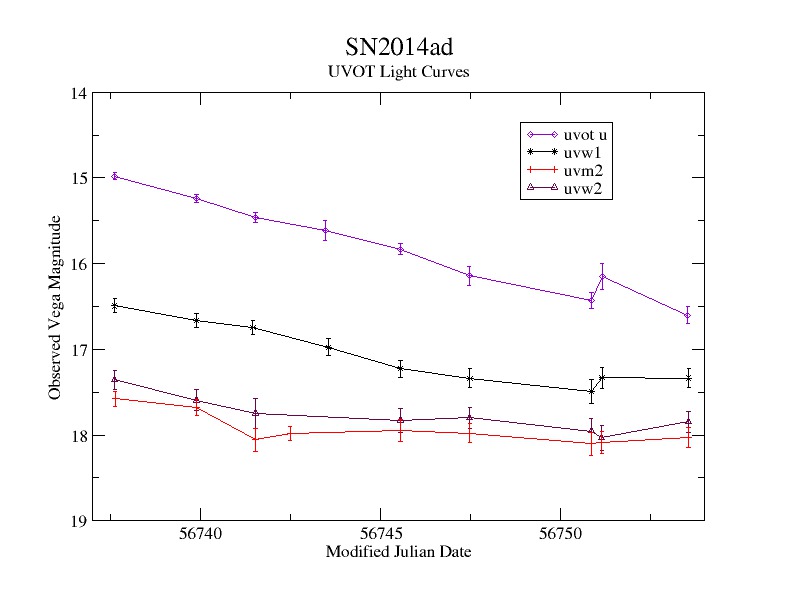 SN2014ad
UVOT Light Curves
14
15
16
17
18
19
Observed Vega Magnitude
uvot u
uvw1
uvm2
uvw2
56740
56745
56750
Modified Julian Date